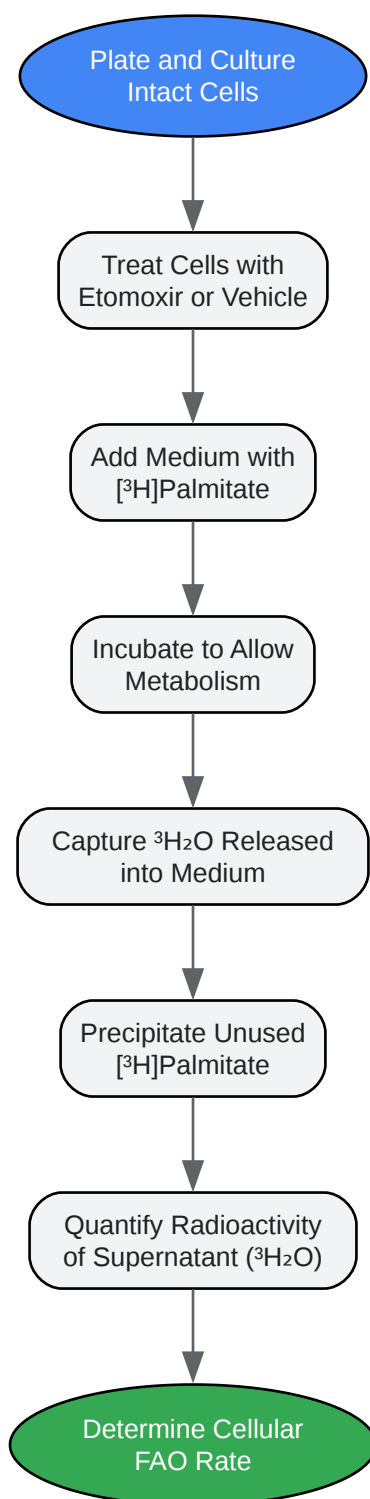 Plate and Culture
Intact Cells
Treat Cells with
Etomoxir or Vehicle
Add Medium with
[³H]Palmitate
Incubate to Allow
Metabolism
Capture ³H₂O Released
into Medium
Precipitate Unused
[³H]Palmitate
Quantify Radioactivity
of Supernatant (³H₂O)
Determine Cellular
FAO Rate